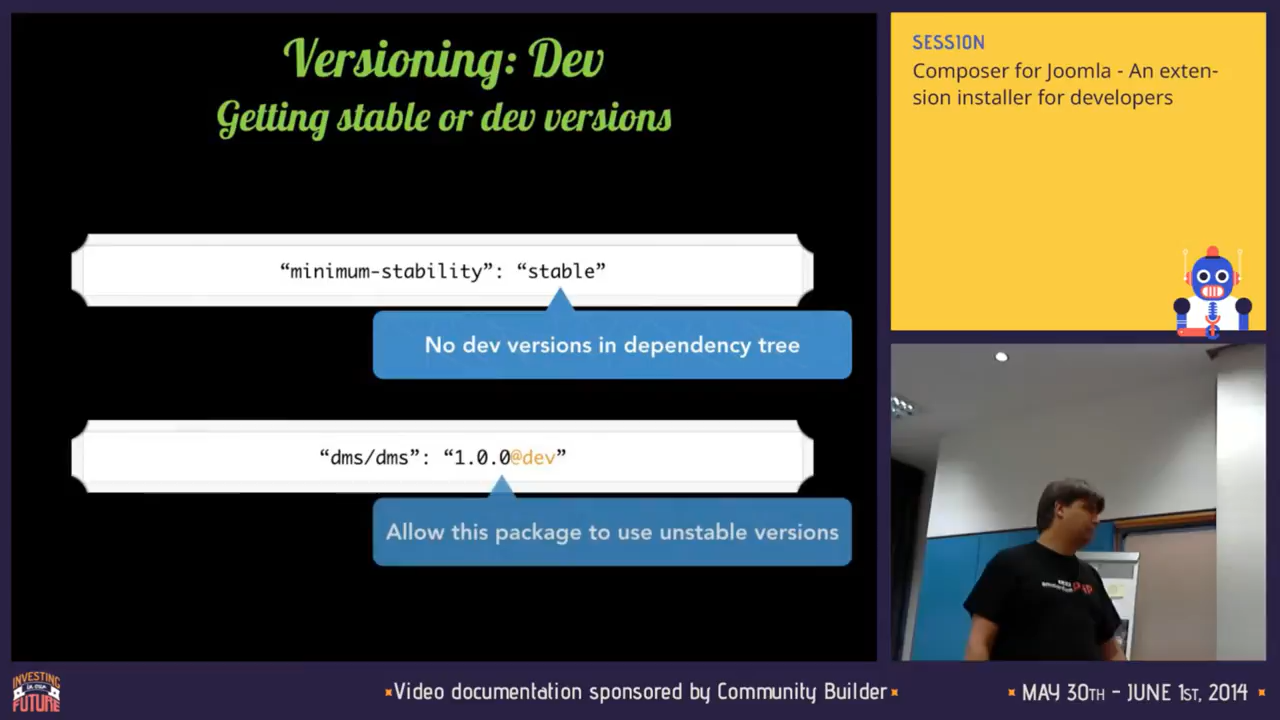 Versioning: Dev
Getting stable or dev versions
“minimum-stability”: “stable”
No dev versions in dependency tree
“dms/dms”: “1.0.0@dev”
Allow this package to use unstable versions
SESSION
Composer for Joomla - An exten-
sion installer for developers
INVESTING
IN OUR
FUTURE
Video documentation sponsored by Community Builder
MAY 30TH - JUNE 1ST, 2014